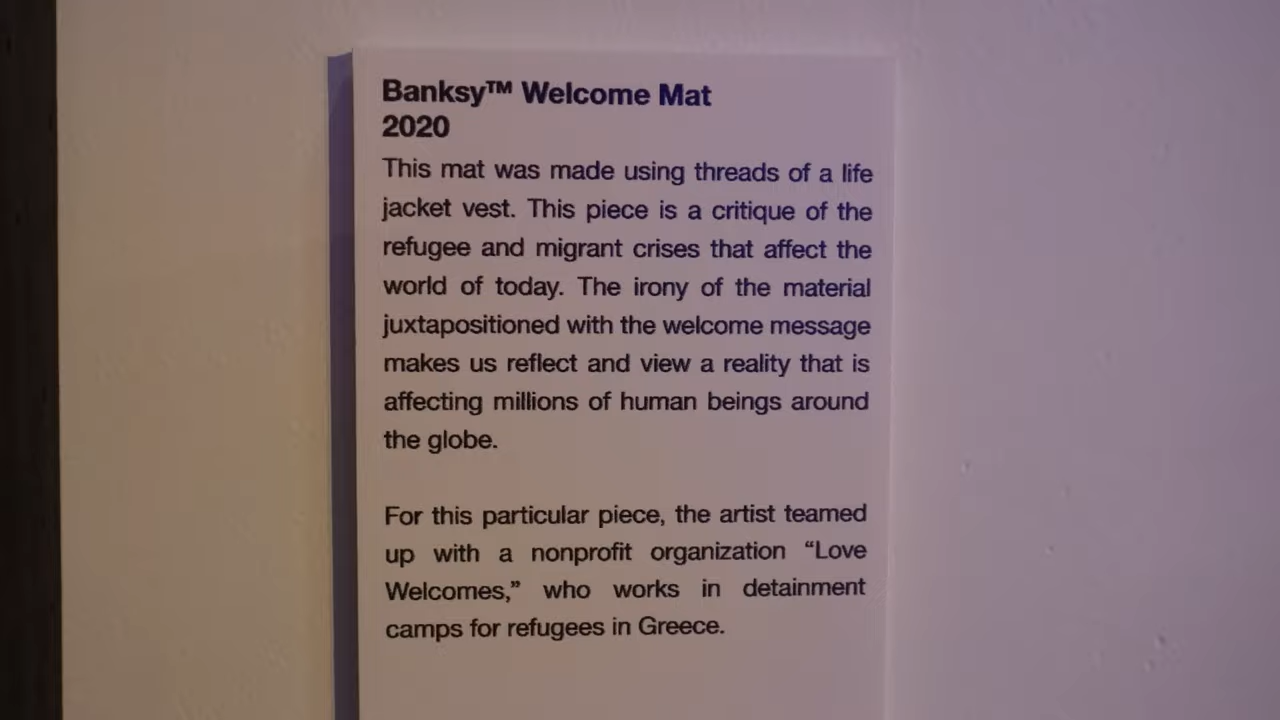 Banksy™ Welcome Mat
2020
This mat was made using threads of a life
jacket vest. This piece is a critique of the
refugee and migrant crises that affect the
world of today. The irony of the material
juxtapositioned with the welcome message
makes us reflect and view a reality that is
affecting millions of human beings around
the globe.
For this particular piece, the artist teamed
up with a nonprofit organization “Love
Welcomes,” who works in detainment
camps for refugees in Greece.